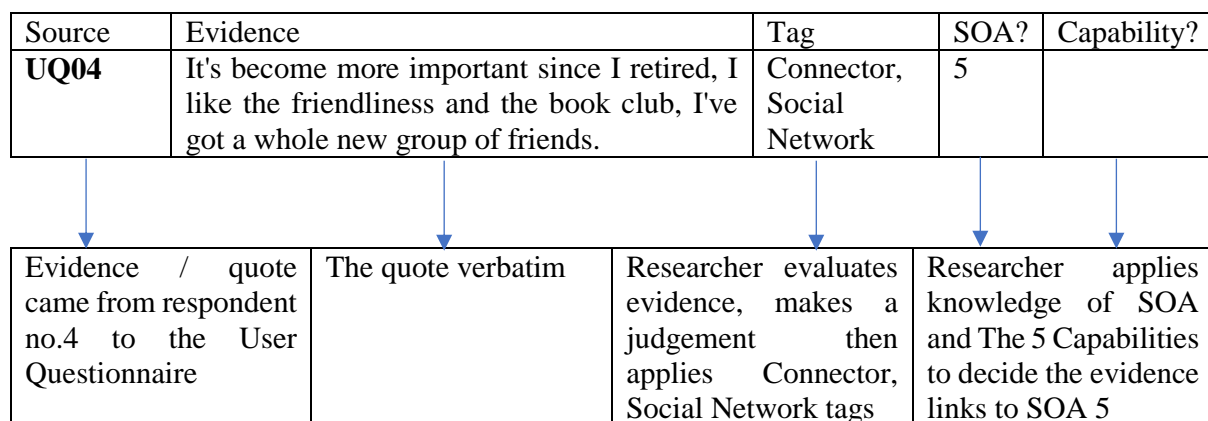 Source Evidence Tag SOA? Capability?
UQ04 It's become more important since I retired, I Connector, 5
like the friendliness and the book club, I've Social
got a whole new group of friends. Network
Evidence / quote The quote verbatim Researcher evaluates Researcher applies
came from respondent evidence, makes a knowledge of SOA
no.4 to the User judgement then and The 5 Capabilities
Questionnaire applies Connector, to decide the evidence
Social Network tags links to SOA 5